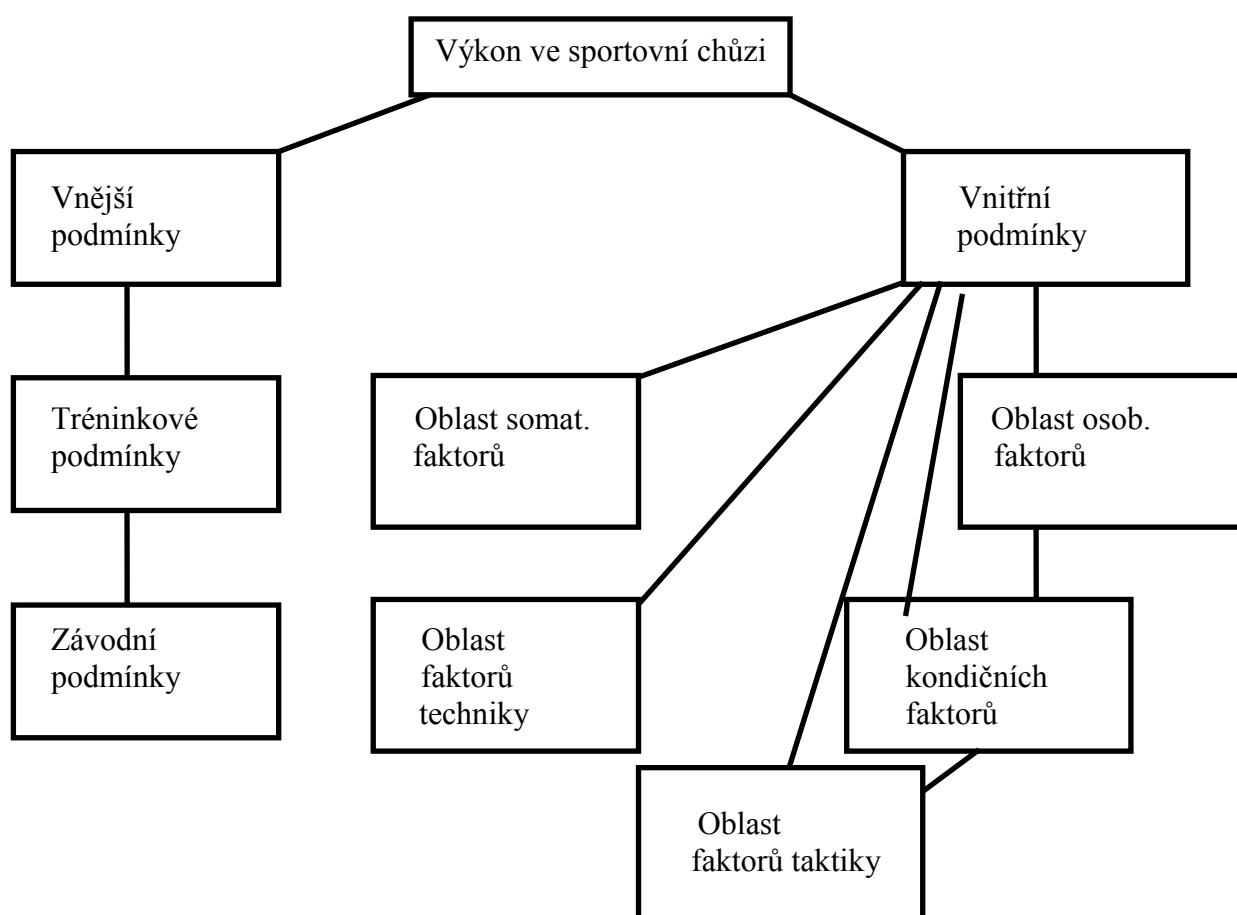 Výkon ve sportovní chůzi
Vnější
podmínky
Vnitřní
podmínky
Tréninkové
podmínky
Oblast somat.
faktorů
Oblast osob.
faktorů
Závodní
podmínky
Oblast
faktorů
techniky
Oblast
kondičních
faktorů
Oblast
faktorů taktiky